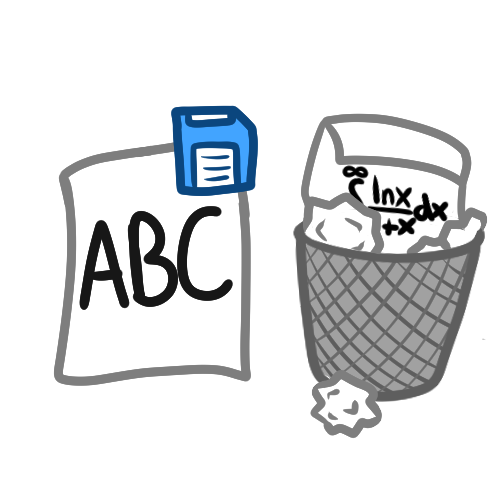 ABC
∞
∫ lnx
+x dx